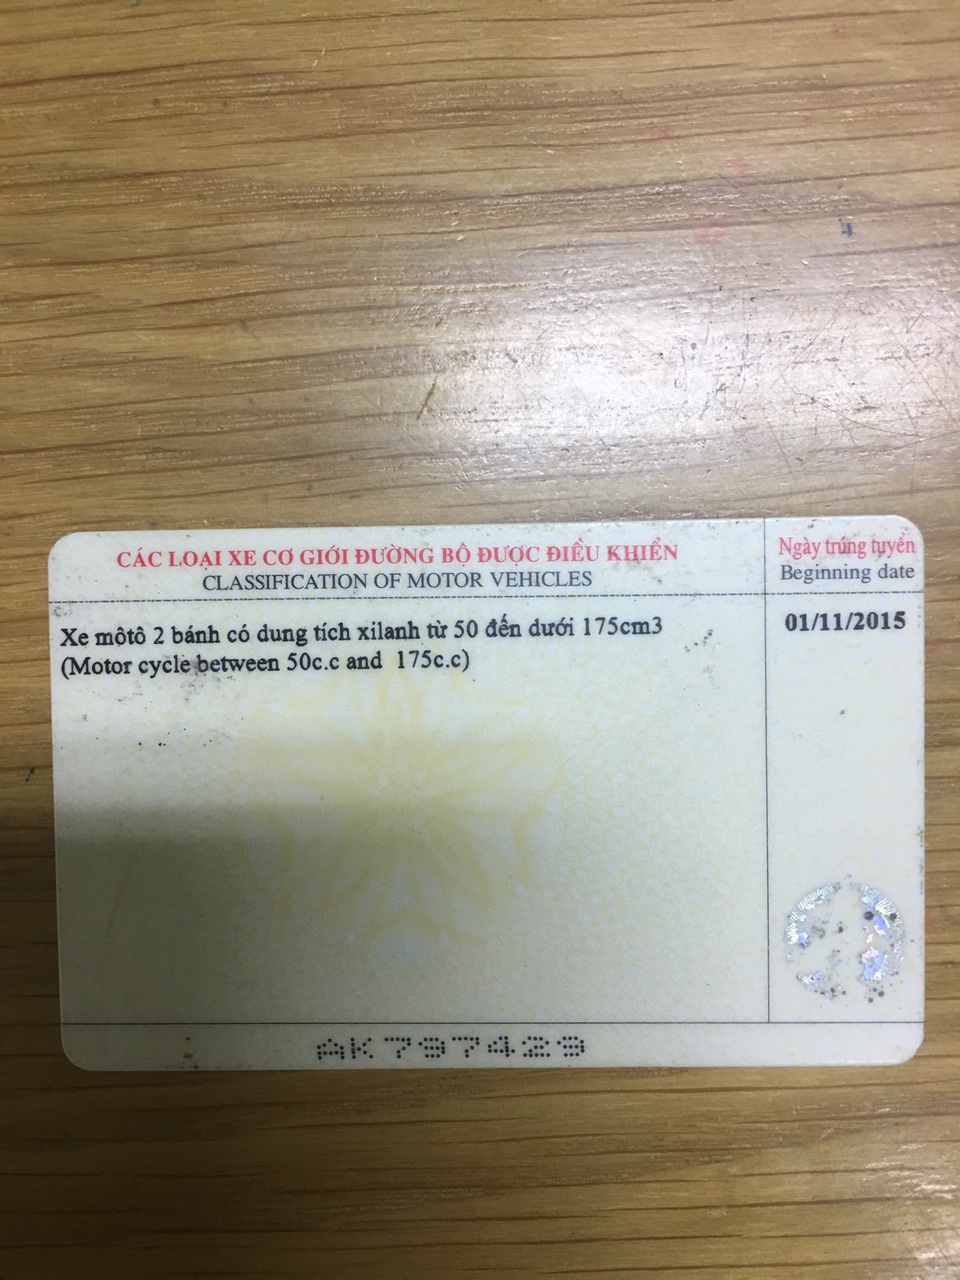 CÁC LOẠI XE CƠ GIỚI ĐƯỜNG BỘ ĐƯỢC ĐIỀU KHIỂN
CLASSIFICATION OF MOTOR VEHICLES
Ngày trúng tuyển
Beginning date
Xe môtô 2 bánh có dung tích xilanh từ 50 đến dưới 175cm3
(Motor cycle between 50c.c and 175c.c)
01/11/2015
AK797429